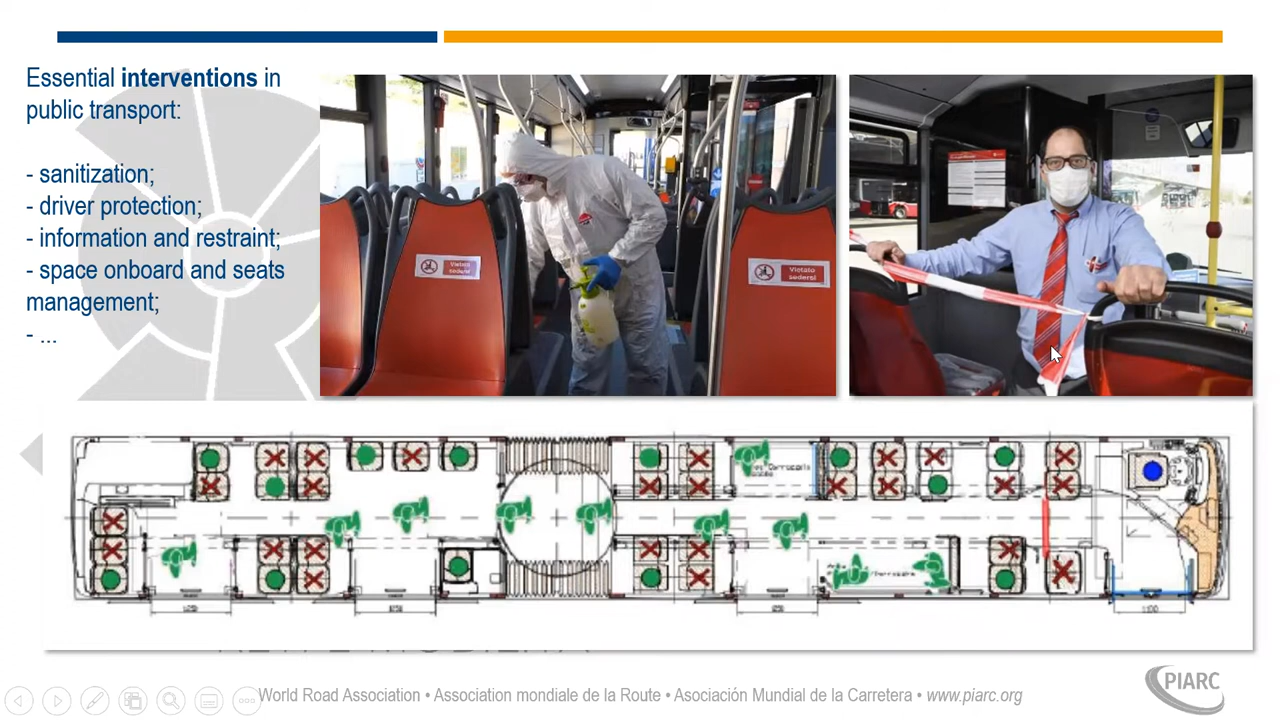 Essential interventions in
public transport:
- sanitization;
- driver protection;
- information and restraint;
- space onboard and seats
management;
- ...
Vietato
sedersi
Vietato
sedersi
1100
World Road Association • Association mondiale de la Route • Asociación Mundial de la Carretera • www.piarc.org
PIARC